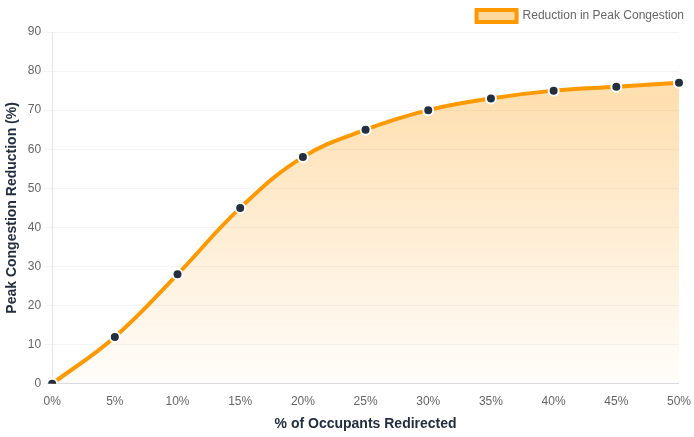 Reduction in Peak Congestion
Peak Congestion Reduction (%)
90
80
70
60
50
40
30
20
10
0
0% 5% 10% 15% 20% 25% 30% 35% 40% 45% 50%
% of Occupants Redirected